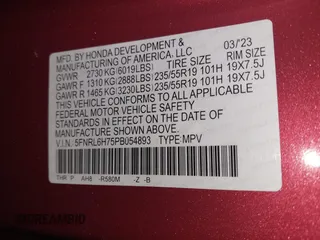 MFD. BY HONDA DEVELOPMENT &
MANUFACTURING OF AMERICA, LLC 03/'23
GVWR 2730 KG(6019LBS) TIRE SIZE RIM SIZE
GAWR F 1310 KG(2888LBS) 235/55R19 101H 19X7.5J
GAWR R 1465 KG(3230LBS) 235/55R19 101H 19X7.5J
THIS VEHICLE CONFORMS TO ALL APPLICABLE
FEDERAL MOTOR VEHICLE SAFETY
STANDARDS IN EFFECT ON THE DATE OF
MANUFACTURE SHOWN ABOVE.
V.I.N.: 5FNRL6H75PB054893 TYPE:MPV
R580M -Z -B